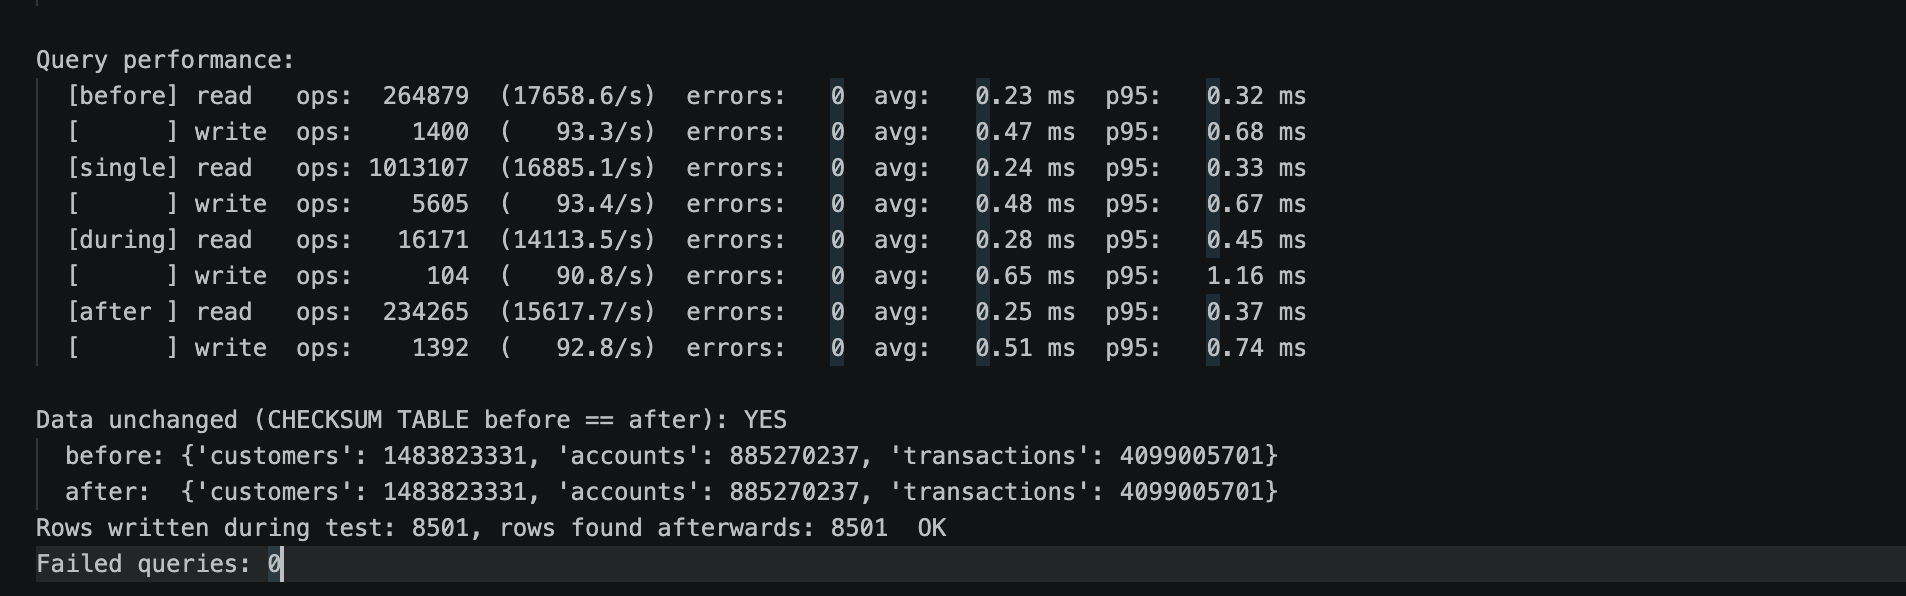 Query performance:
[before] read   ops:  264879  (17658.6/s)  errors:   0  avg:   0.23 ms  p95:   0.32 ms
[      ] write  ops:    1400  (   93.3/s)  errors:   0  avg:   0.47 ms  p95:   0.68 ms
[single] read   ops: 1013107  (16885.1/s)  errors:   0  avg:   0.24 ms  p95:   0.33 ms
[      ] write  ops:    5605  (   93.4/s)  errors:   0  avg:   0.48 ms  p95:   0.67 ms
[during] read   ops:   16171  (14113.5/s)  errors:   0  avg:   0.28 ms  p95:   0.45 ms
[      ] write  ops:     104  (   90.8/s)  errors:   0  avg:   0.65 ms  p95:   1.16 ms
[after ] read   ops:  234265  (15617.7/s)  errors:   0  avg:   0.25 ms  p95:   0.37 ms
[      ] write  ops:    1392  (   92.8/s)  errors:   0  avg:   0.51 ms  p95:   0.74 ms
Data unchanged (CHECKSUM TABLE before == after): YES
  before: {'customers': 1483823331, 'accounts': 885270237, 'transactions': 4099005701}
  after:  {'customers': 1483823331, 'accounts': 885270237, 'transactions': 4099005701}
Rows written during test: 8501, rows found afterwards: 8501  OK
Failed queries: 0